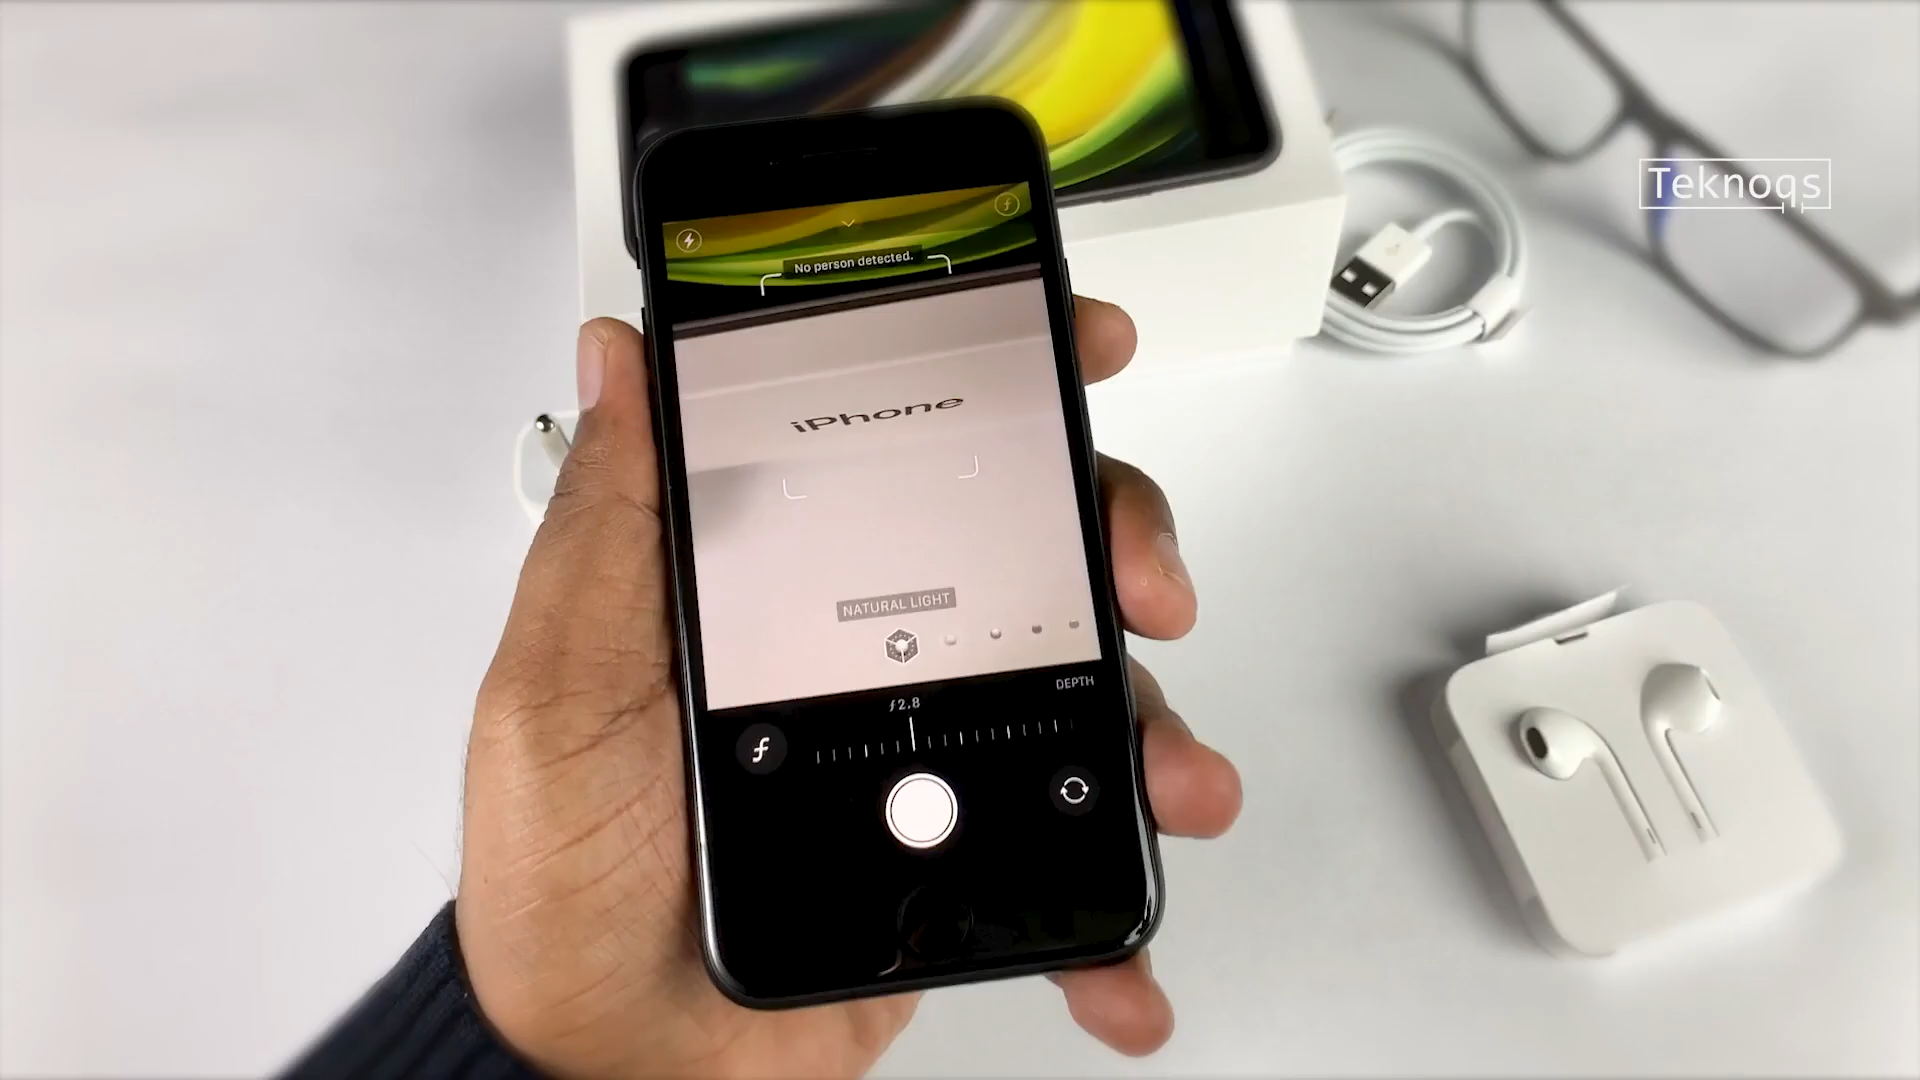 Teknoqs
No person detected.
iPhone
NATURAL LIGHT
DEPTH
ƒ2.8